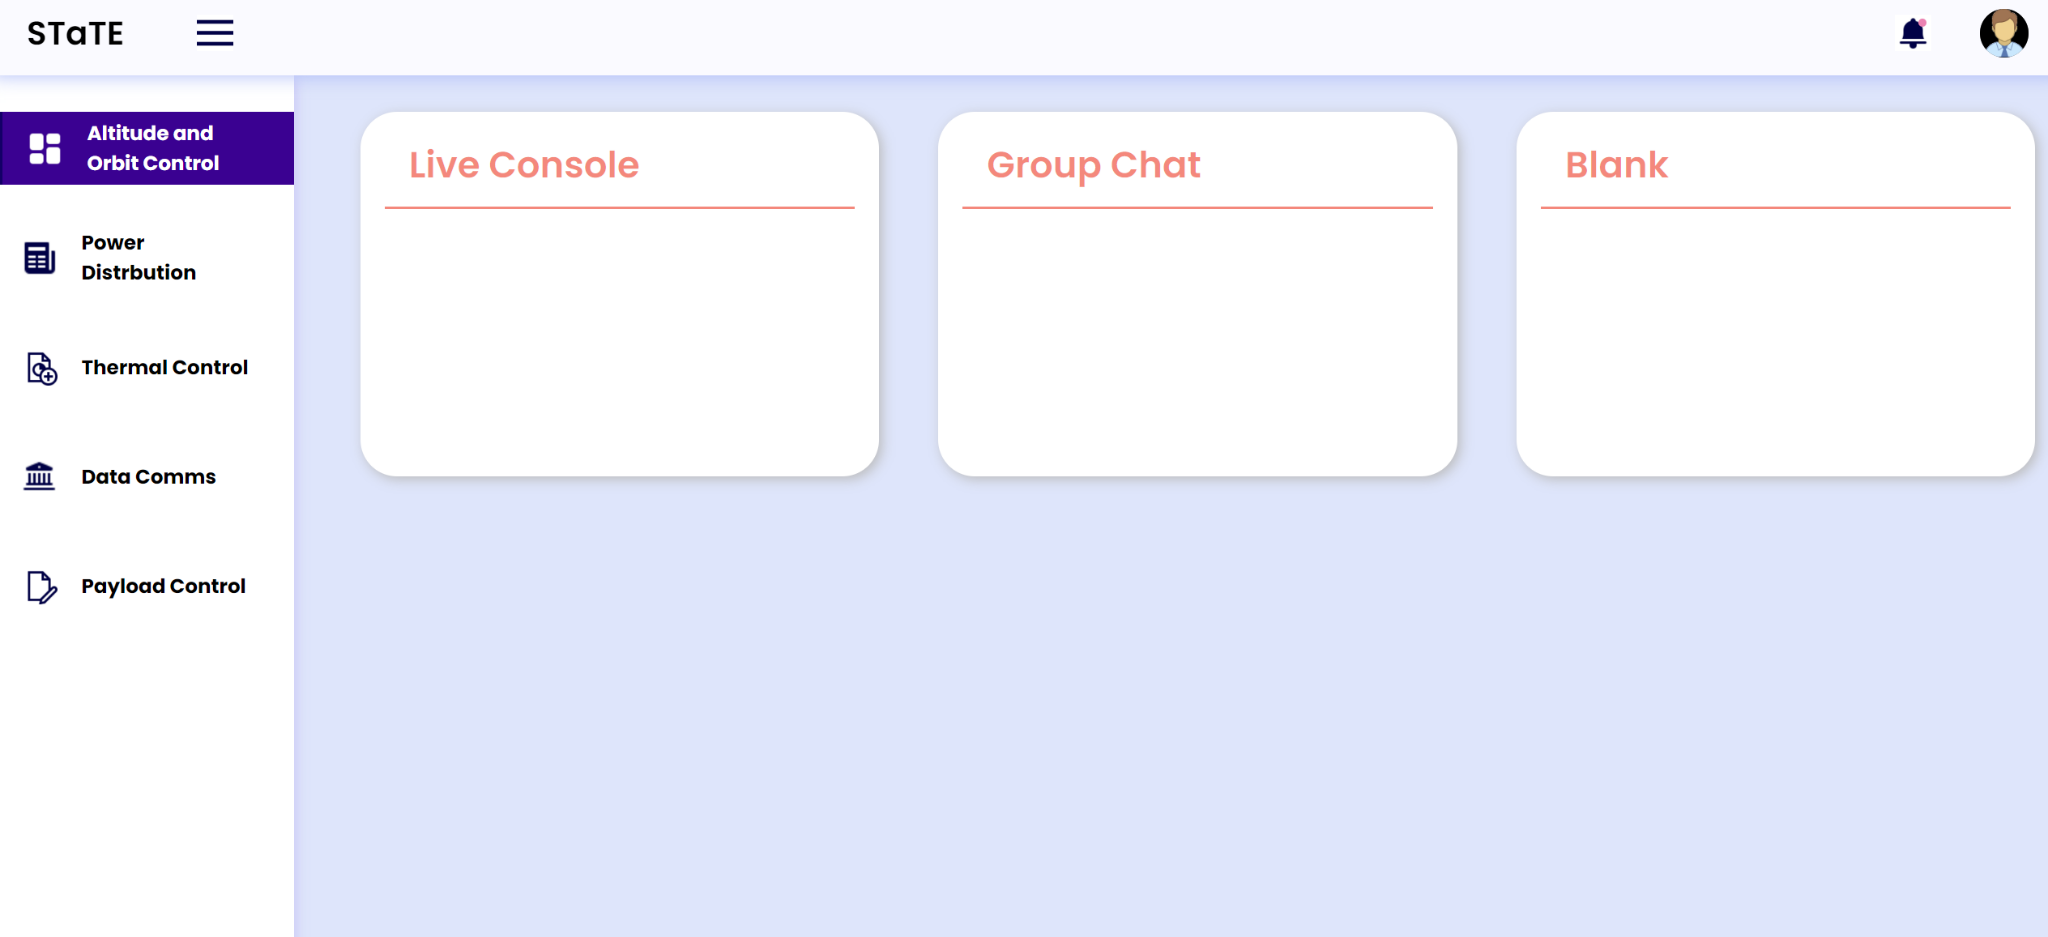 STaTE
Altitude and
Orbit Control
Power
Distrbution
Thermal Control
Data Comms
Payload Control
Live Console
Group Chat
Blank